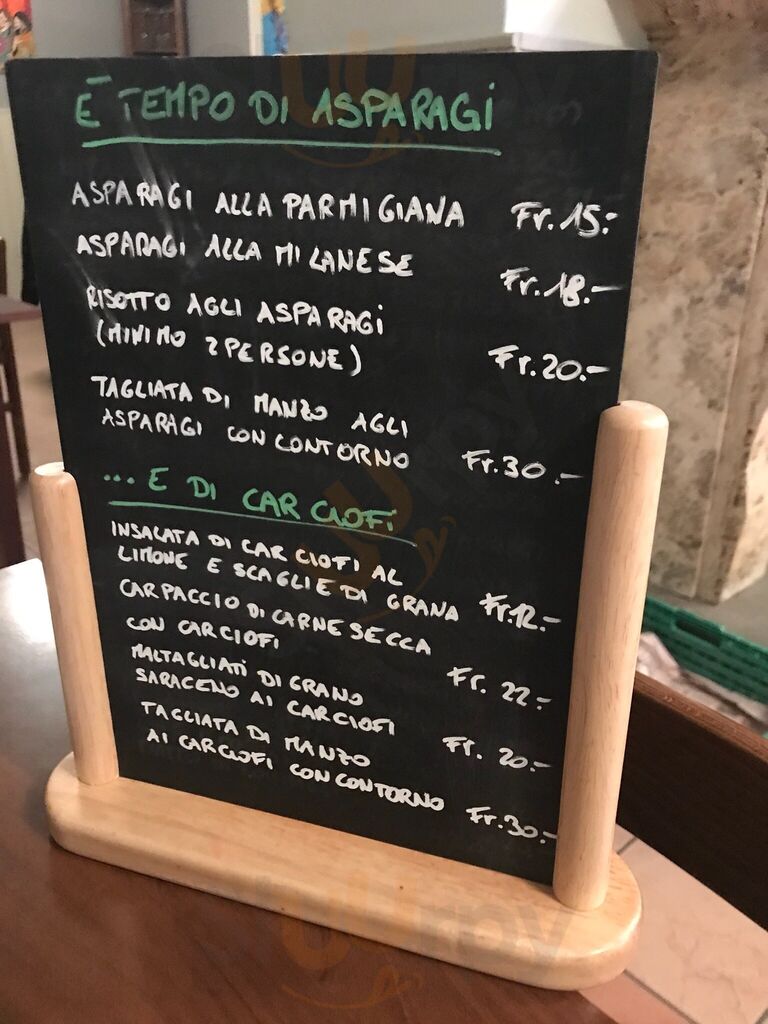 È TEMPO DI ASPARAGI
ASPARAGI ALLA PARMIGIANA Fr. 15.-
ASPARAGI ALLA MILANESE Fr. 18.-
RISOTTO AGLI ASPARAGI
(MINIMO 2 PERSONE) Fr. 20.-
TAGLIATA DI MANZO AGLI
ASPARAGI CON CONTORNO Fr. 30.-
... E DI CARCIOFI
INSALATA DI CARCIOFI AL
LIMONE E SCAGLIE DI GRANA Fr. 12.-
CARPACCIO DI CARNE SECCA
CON CARCIOFI Fr. 22.-
MALTAGLIATI DI GRANO
SARACENO AI CARCIOFI Fr. 20.-
TAGLIATA DI MANZO
AI CARCIOFI CON CONTORNO Fr. 30.-